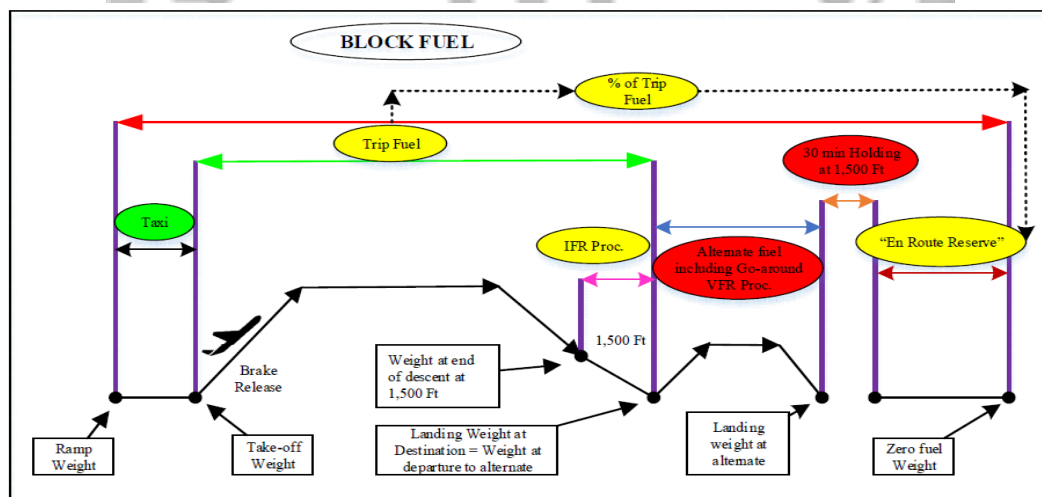 BLOCK FUEL
% of Trip
Fuel
Trip Fuel
30 min Holding
at 1,500 Ft
Taxi
IFR Proc.
Alternate fuel
including Go-around
VFR Proc.
“En Route Reserve”
1,500 Ft
Brake
Release
Weight at end
of descent at
1,500 Ft
Ramp
Weight
Take-off
Weight
Landing Weight at
Destination = Weight at
departure to alternate
Landing
weight at
alternate
Zero fuel
Weight